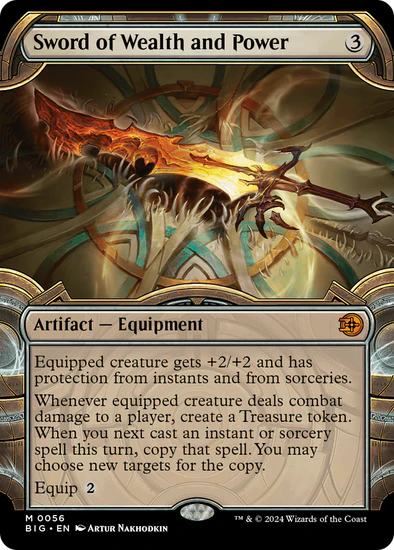 Sword of Wealth and Power 3
Artifact — Equipment
Equipped creature gets +2/+2 and has
protection from instants and from sorceries.
Whenever equipped creature deals combat
damage to a player, create a Treasure token.
When you next cast an instant or sorcery
spell this turn, copy that spell. You may
choose new targets for the copy.
Equip 2
M 0056
BIG • EN Artur Nakhodkin
™ & © 2024 Wizards of the Coast